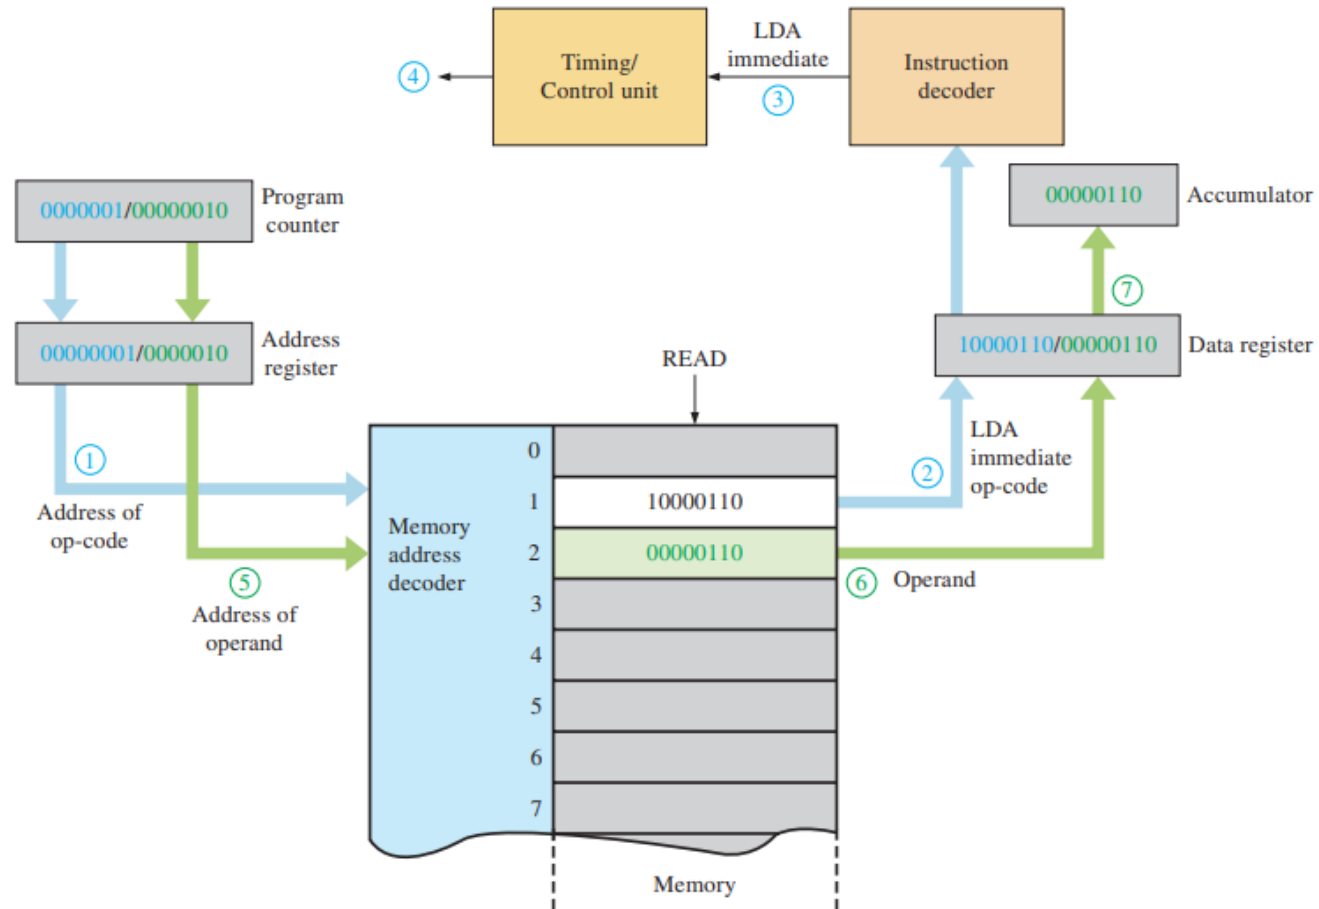 LDA
immediate
3
4
Timing/
Control unit
Instruction
decoder
0000001/00000010
Program
counter
00000110
Accumulator
7
00000001/0000010
Address
register
10000110/00000110
Data register
READ
1
Address of
op-code
2
LDA
immediate
op-code
Memory
address
decoder
0
1
10000110
2
00000110
3
4
5
6
7
5
Address of
operand
6
Operand
Memory